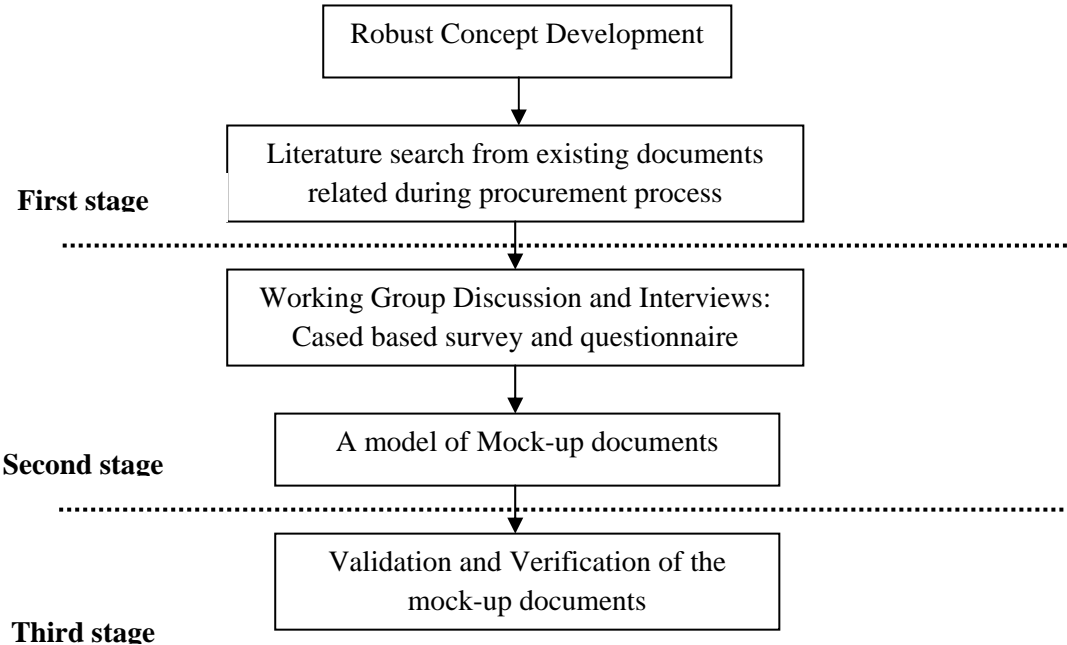 Robust Concept Development
Literature search from existing documents
related during procurement process
First stage
Working Group Discussion and Interviews:
Cased based survey and questionnaire
A model of Mock-up documents
Second stage
Validation and Verification of the
mock-up documents
Third stage